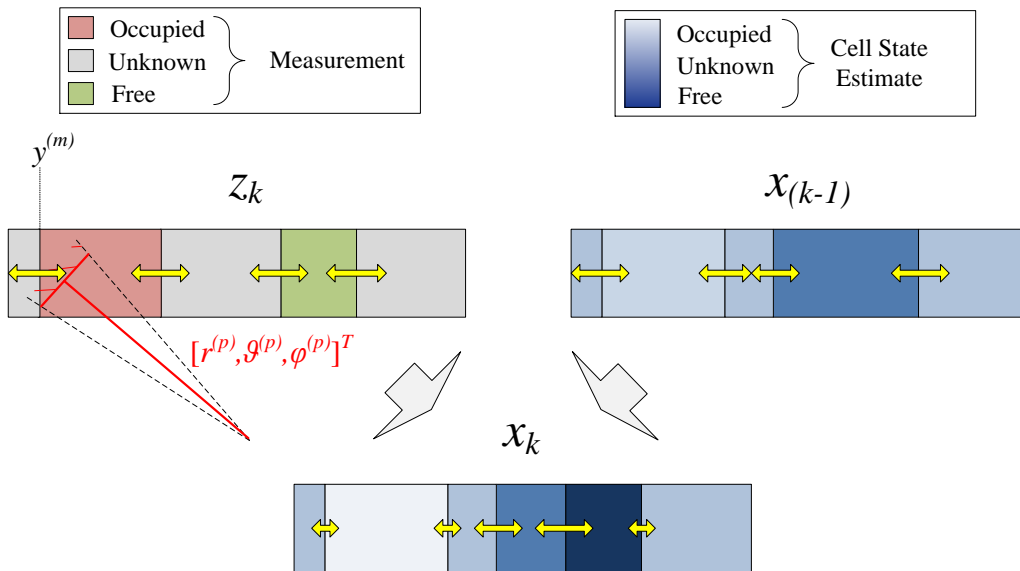 Occupied
Unknown
Free
Measurement
Occupied
Unknown
Free
Cell State
Estimate
y^(m)
z_k
x_(k-1)
[r^(p),ϑ^(p),φ^(p)]^T
x_k